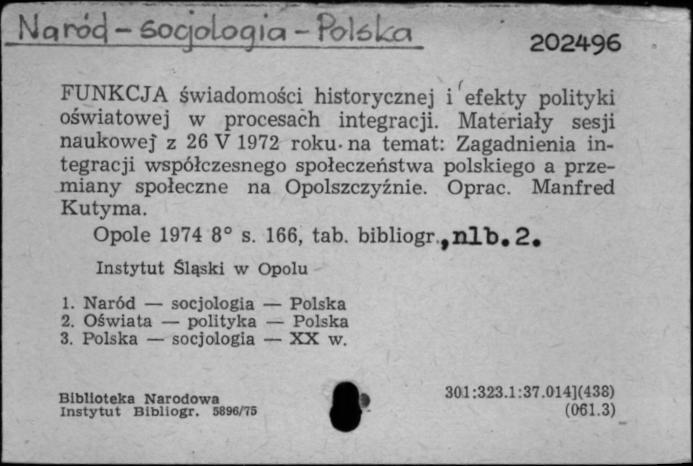 Naród – socjologia – Polska
202496
FUNKCJA świadomości historycznej i efekty polityki
oświatowej w procesach integracji. Materiały sesji
naukowej z 26 V 1972 roku na temat: Zagadnienia in-
tegracji współczesnego społeczeństwa polskiego a prze-
miany społeczne na Opolszczyźnie. Oprac. Manfred
Kutyma.
Opole 1974 8° s. 166, tab. bibliogr., nlb. 2.
Instytut Śląski w Opolu
1. Naród — socjologia — Polska
2. Oświata — polityka — Polska
3. Polska — socjologia — XX w.
Biblioteka Narodowa
Instytut Bibliogr. 5896/75
301:323.1:37.014](438)
(061.3)